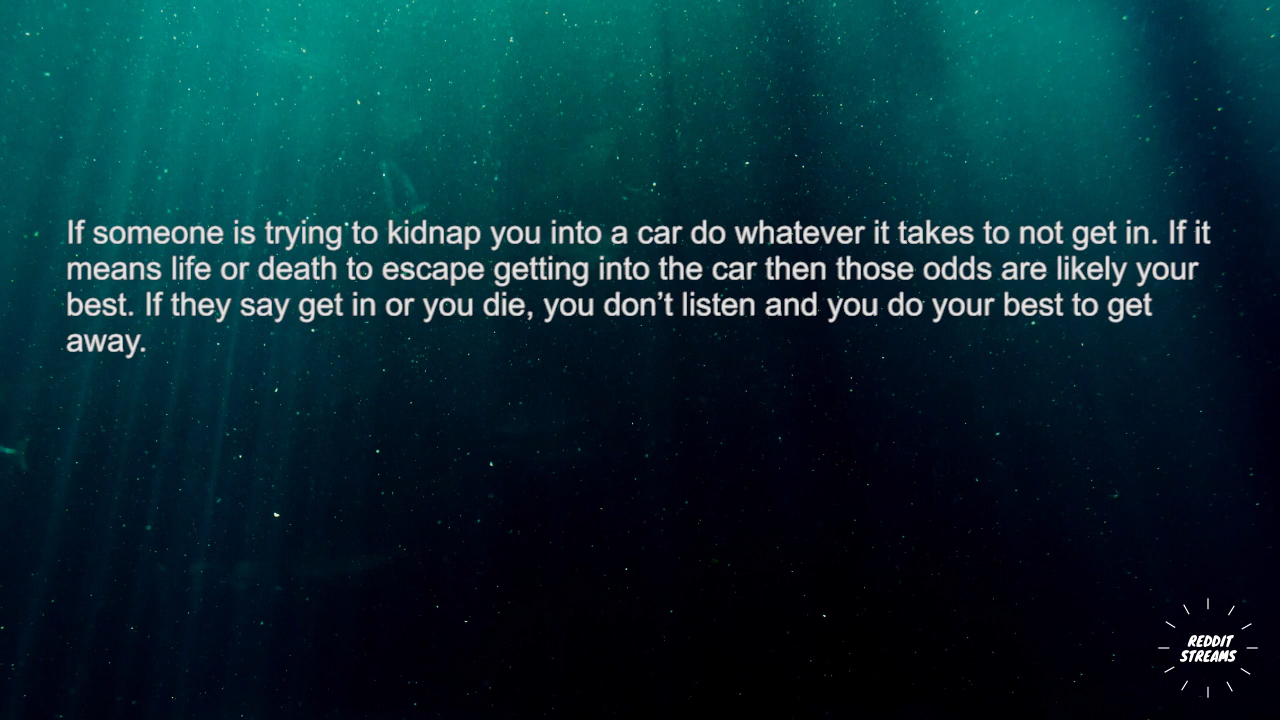 If someone is trying to kidnap you into a car do whatever it takes to not get in. If it
means life or death to escape getting into the car then those odds are likely your
best. If they say get in or you die, you don’t listen and you do your best to get
away.
REDDIT
STREAMS